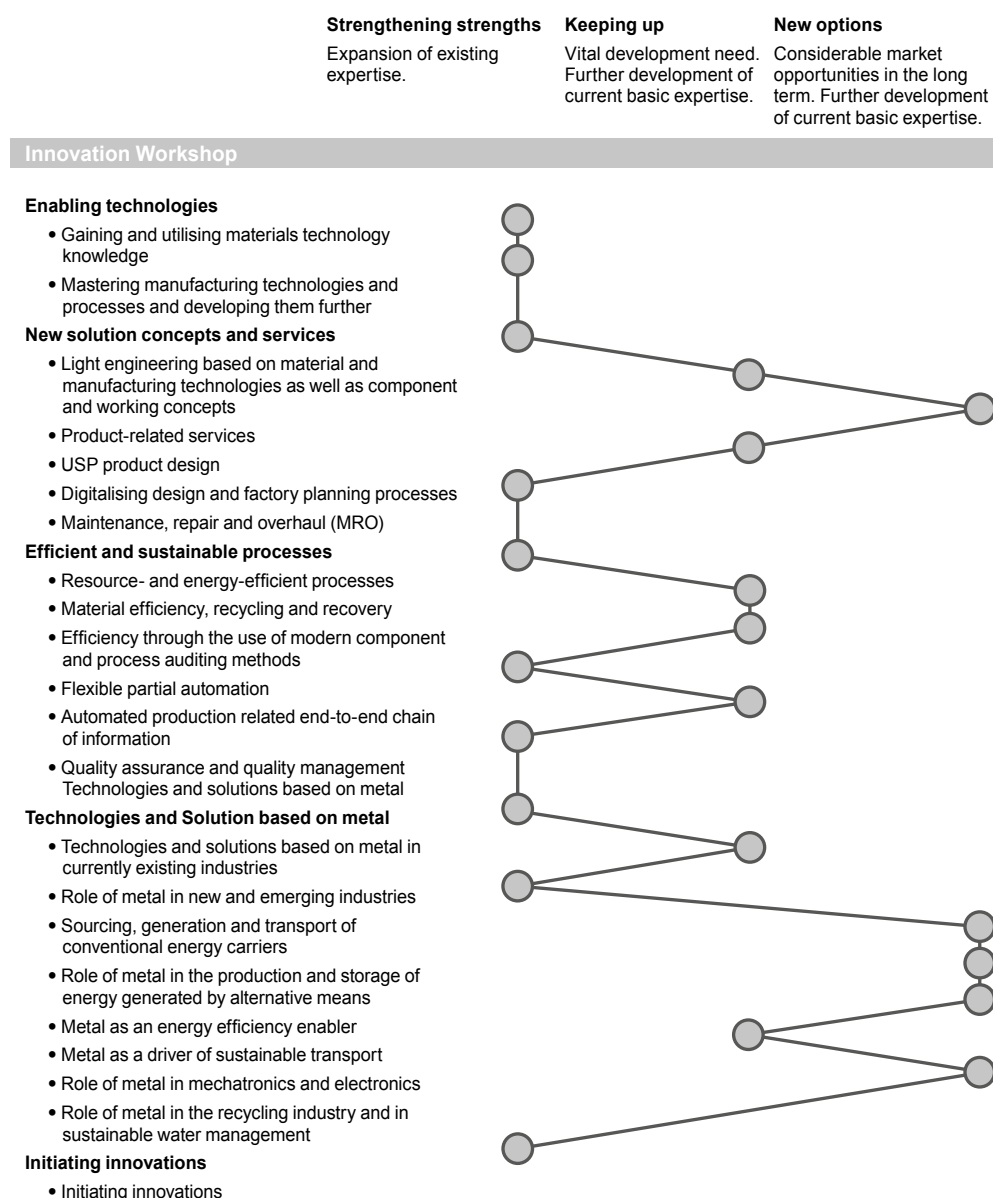 Strengthening strengths
Expansion of existing
expertise.
Keeping up
Vital development need.
Further development of
current basic expertise.
New options
Considerable market
opportunities in the long
term. Further development
of current basic expertise.
Innovation Workshop
Enabling technologies
• Gaining and utilising materials technology
knowledge
• Mastering manufacturing technologies and
processes and developing them further
New solution concepts and services
• Light engineering based on material and
manufacturing technologies as well as component
and working concepts
• Product-related services
• USP product design
• Digitalising design and factory planning processes
• Maintenance, repair and overhaul (MRO)
Efficient and sustainable processes
• Resource- and energy-efficient processes
• Material efficiency, recycling and recovery
• Efficiency through the use of modern component
and process auditing methods
• Flexible partial automation
• Automated production related end-to-end chain
of information
• Quality assurance and quality management
Technologies and solutions based on metal
Technologies and Solution based on metal
• Technologies and solutions based on metal in
currently existing industries
• Role of metal in new and emerging industries
• Sourcing, generation and transport of
conventional energy carriers
• Role of metal in the production and storage of
energy generated by alternative means
• Metal as an energy efficiency enabler
• Metal as a driver of sustainable transport
• Role of metal in mechatronics and electronics
• Role of metal in the recycling industry and in
sustainable water management
Initiating innovations
• Initiating innovations